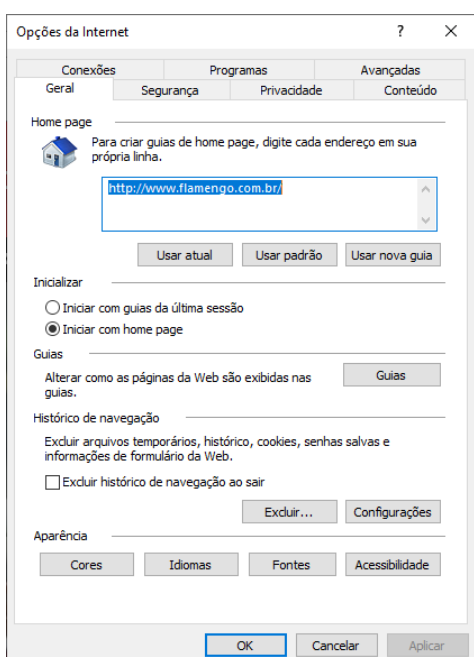 Opções da Internet
?
X
Conexões
Programas
Avançadas
Geral
Segurança
Privacidade
Conteúdo
Home page
Para criar guias de home page, digite cada endereço em sua
própria linha.
http://www.flamengo.com.br/
Usar atual
Usar padrão
Usar nova guia
Inicializar
Iniciar com guias da última sessão
Iniciar com home page
Guias
Alterar como as páginas da Web são exibidas nas
guias.
Guias
Histórico de navegação
Excluir arquivos temporários, histórico, cookies, senhas salvas e
informações de formulário da Web.
Excluir histórico de navegação ao sair
Excluir...
Configurações
Aparência
Cores
Idiomas
Fontes
Acessibilidade
OK
Cancelar
Aplicar